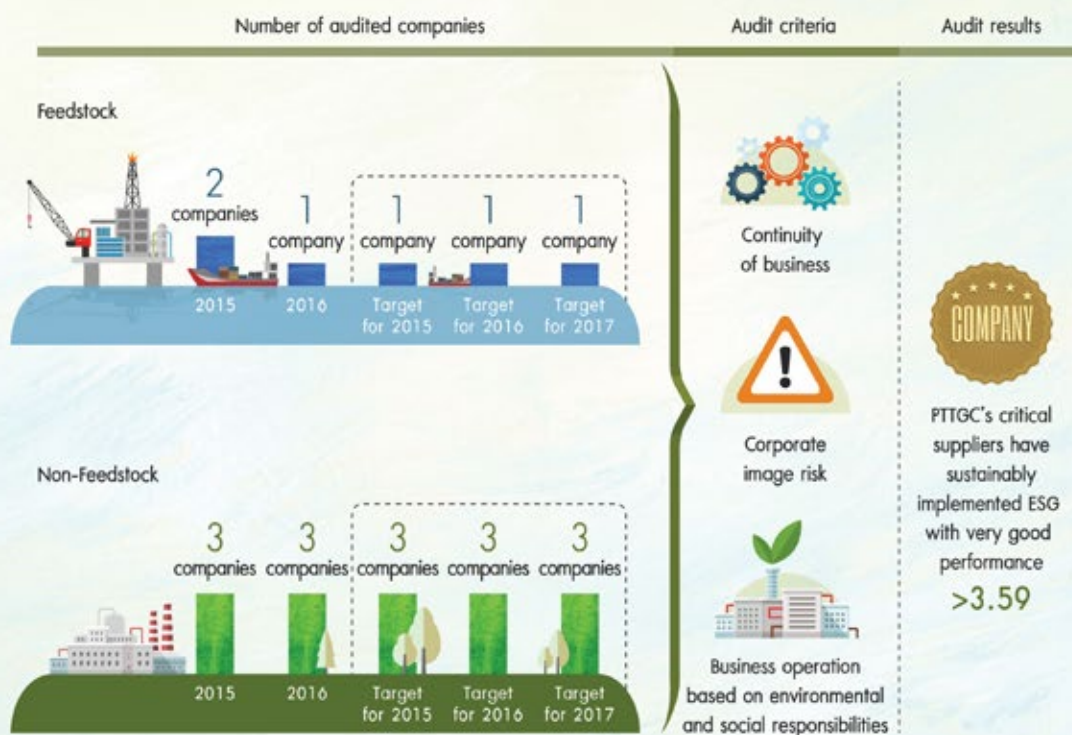 Number of audited companies
Audit criteria
Audit results
Feedstock
2
companies
1
company
1
company
1
company
1
company
2015
2016
Target
for 2015
Target
for 2016
Target
for 2017
Non-Feedstock
3
companies
3
companies
3
companies
3
companies
3
companies
2015
2016
Target
for 2015
Target
for 2016
Target
for 2017
Continuity
of business
!
Corporate
image risk
Business operation
based on environmental
and social responsibilities
COMPANY
PTTGC's critical
suppliers have
sustainably
implemented ESG
with very good
performance
>3.59